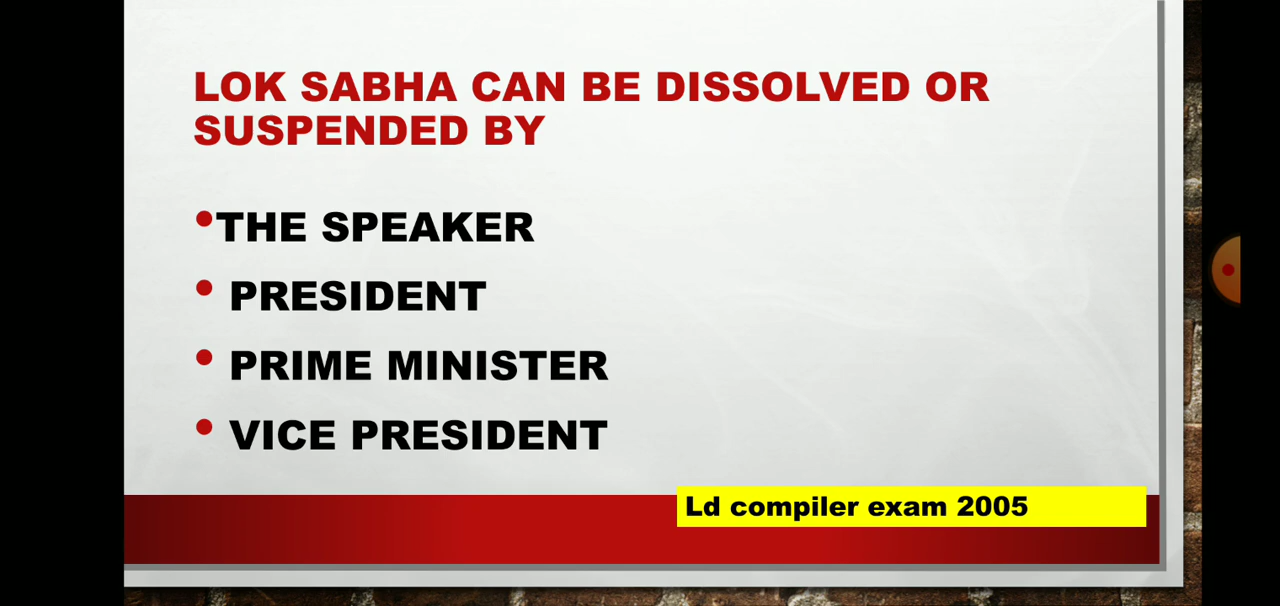 LOK SABHA CAN BE DISSOLVED OR
SUSPENDED BY
•THE SPEAKER
• PRESIDENT
• PRIME MINISTER
• VICE PRESIDENT
Ld compiler exam 2005